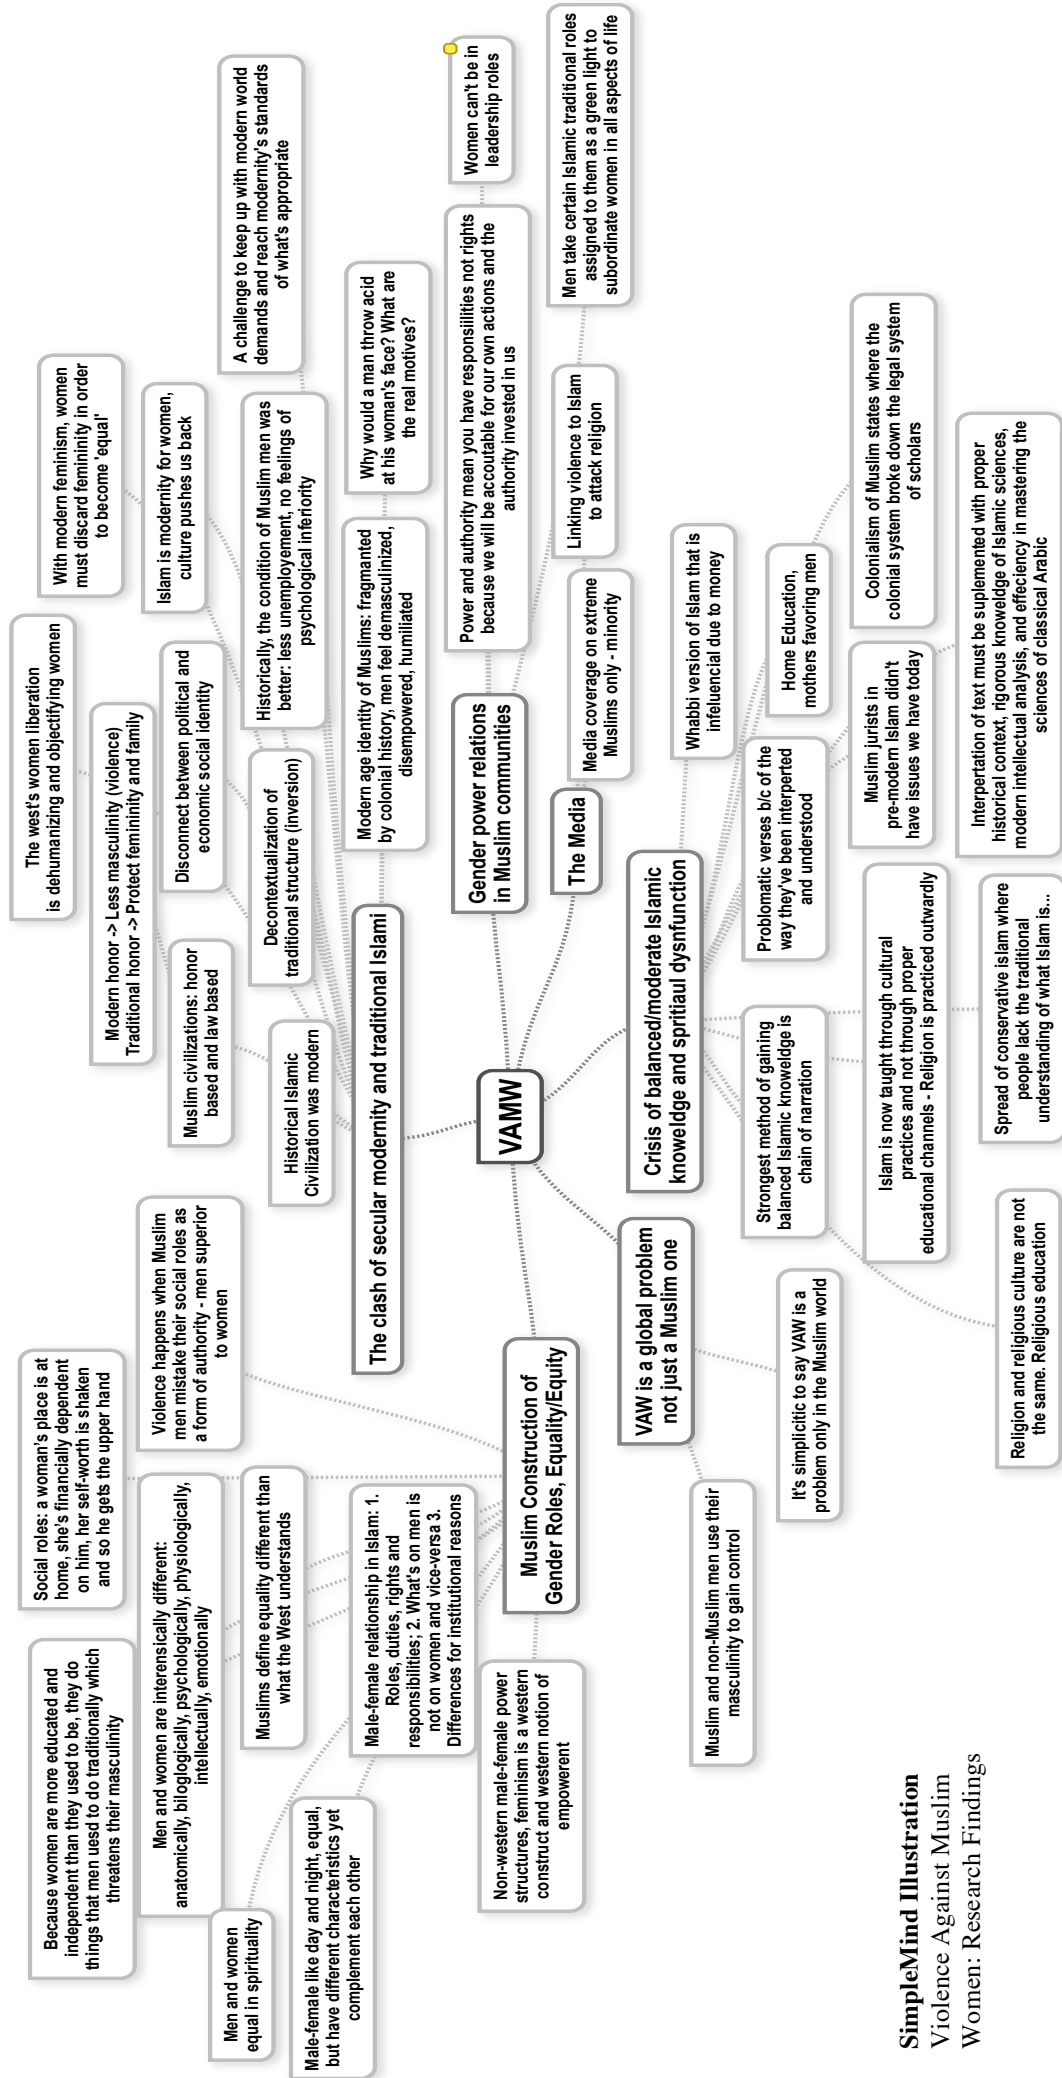 Because women are more educated and
independent than they used to be, they do
things that men uesd to do traditionally which
threatens their masculinity
Social roles: a woman's place is at
home, she's financially dependent
on him, her self-worth is shaken
and so he gets the upper hand
Men and women are interensically different:
anatomically, biloglogically, psychologically, physiologically,
intellectually, emotionally
Violence happens when Muslim
men mistake their social roles as
a form of authority - men superior
to women
Men and women
equal in spirituality
Muslims define equality different than
what the West understands
Male-female like day and night, equal,
but have different characteristics yet
complement each other
Male-female relationship in Islam: 1.
Roles, duties, rights and
responsibilities; 2. What's on men is
not on women and vice-versa 3.
Differences for institutional reasons
Non-western male-female power
structures, feminism is a western
construct and western notion of
empowerent
Muslim Construction of
Gender Roles, Equality/Equity
The west's women liberation
is dehumanizing and objectifying women
With modern feminism, women
must discard femininity in order
to become 'equal'
Modern honor -> Less masculinity (violence)
Traditional honor -> Protect femininity and family
Islam is modernity for women,
culture pushes us back
Muslim civilizations: honor
based and law based
Disconnect between political and
economic social identity
A challenge to keep up with modern world
demands and reach modernity's standards
of what's appropriate
Historical Islamic
Civilization was modern
Decontextualization of
traditional structure (inversion)
Historically, the condition of Muslim men was
better: less unemployement, no feelings of
psychological inferiority
The clash of secular modernity and traditional Islami
Modern age identity of Muslims: fragmanted
by colonial history, men feel demasculinized,
disempowered, humiliated
Why would a man throw acid
at his woman's face? What are
the real motives?
VAMW
Gender power relations
in Muslim communities
Power and authority mean you have responsiilities not rights
because we will be accoutable for our own actions and the
authority invested in us
Women can't be in
leadership roles
The Media
Media coverage on extreme
Muslims only - minority
Linking violence to Islam
to attack religion
Men take certain Islamic traditional roles
assigned to them as a green light to
subordinate women in all aspects of life
VAW is a global problem
not just a Muslim one
Muslim and non-Muslim men use their
masculinity to gain control
It's simplicitic to say VAW is a
problem only in the Muslim world
Crisis of balanced/moderate Islamic
knoweldge and spritiaul dysnfunction
Whabbi version of Islam that is
infeluencial due to money
Strongest method of gaining
balanced Islamic knoweldge is
chain of narration
Problomatic verses b/c of the
way they've been interperted
and understood
Home Education,
mothers favoring men
Islam is now taught through cultural
practices and not through proper
educational channels - Religion is practiced outwardly
Muslim jurists in
pre-modern Islam didn't
have issues we have today
Colonialism of Muslim states where the
colonial system broke down the legal system
of scholars
Religion and religious culture are not
the same. Religious education
Spread of conservative islam where
people lack the traditional
understanding of what Islam is...
Interpertation of text must be suplemented with proper
historical context, rigorous knoweldge of Islamic sciences,
modern intellectual analysis, and effeciency in mastering the
sciences of classical Arabic
SimpleMind Illustration
Violence Against Muslim
Women: Research Findings